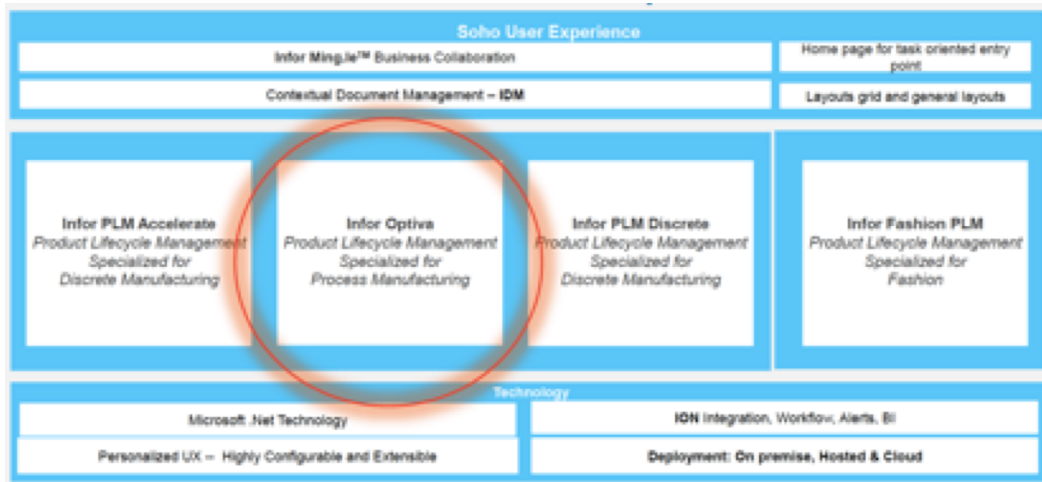 Soho User Experience
Infor Ming.le™ Business Collaboration
Home page for task oriented entry
point
Contextual Document Management – IDM
Layouts grid and general layouts
Infor PLM Accelerate
Product Lifecycle Management
Specialized for
Discrete Manufacturing
Infor Optiva
Product Lifecycle Management
Specialized for
Process Manufacturing
Infor PLM Discrete
Product Lifecycle Management
Specialized for
Discrete Manufacturing
Infor Fashion PLM
Product Lifecycle Management
Specialized for
Fashion
Technology
Microsoft .Net Technology
ION Integration, Workflow, Alerts, BI
Personalized UX – Highly Configurable and Extensible
Deployment: On premise, Hosted & Cloud